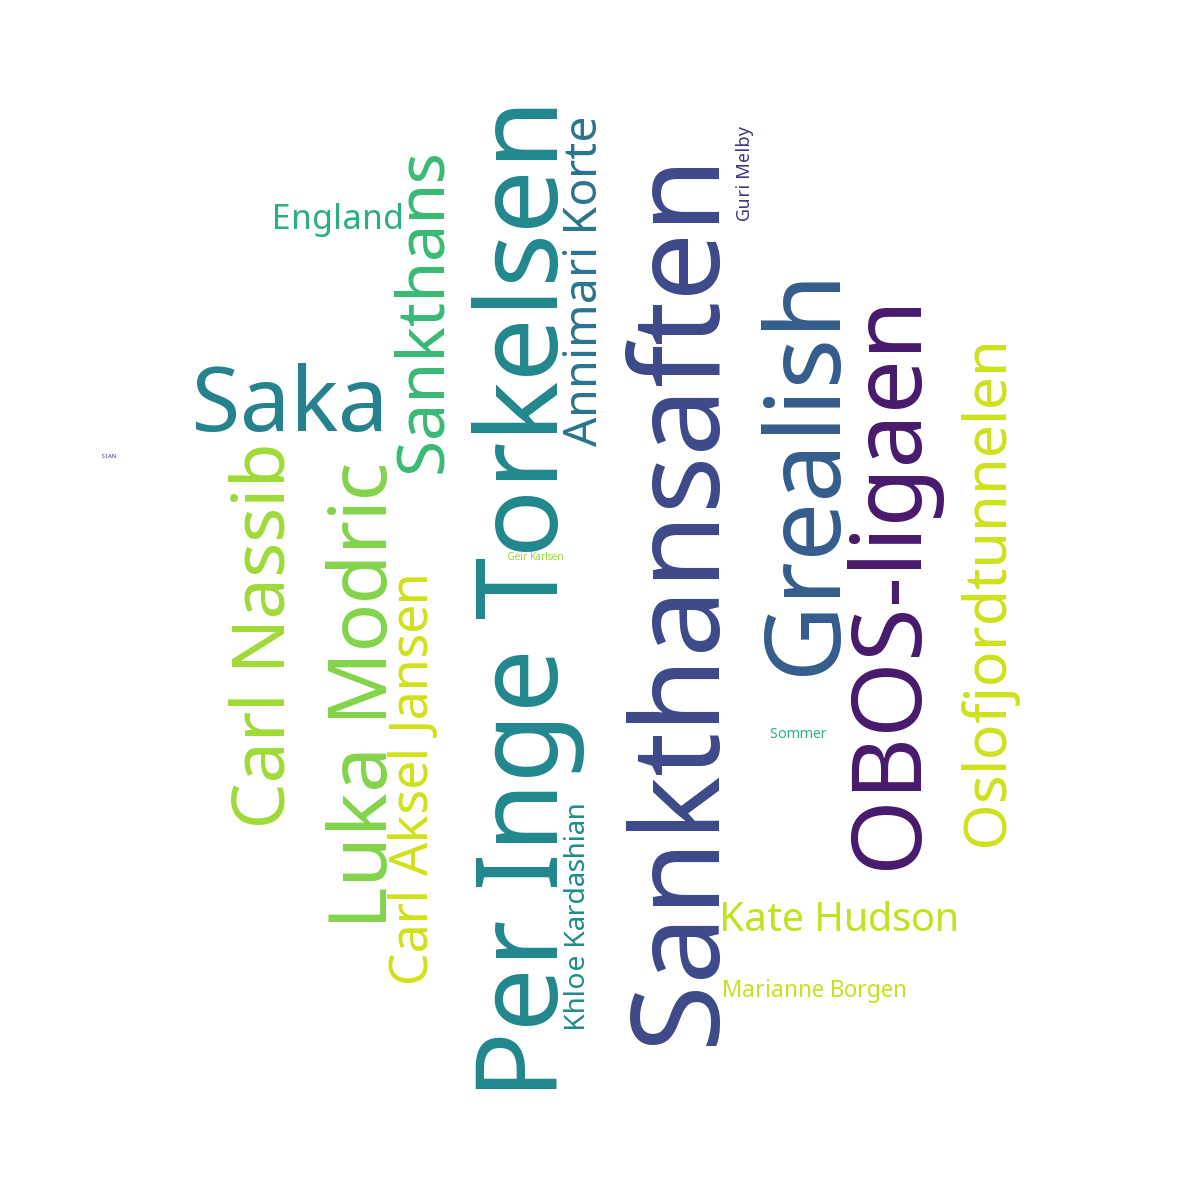 England
Sankthans
Saka
SIAN
Carl Nassib
Luka Modric
Carl Aksel Jansen
Per Inge Torkelsen
Annimari Korte
Geir Karlsen
Khloe Kardashian
Sankthansaften
Guri Melby
Grealish
OBOS-ligaen
Oslofjordtunnelen
Sommer
Kate Hudson
Marianne Borgen